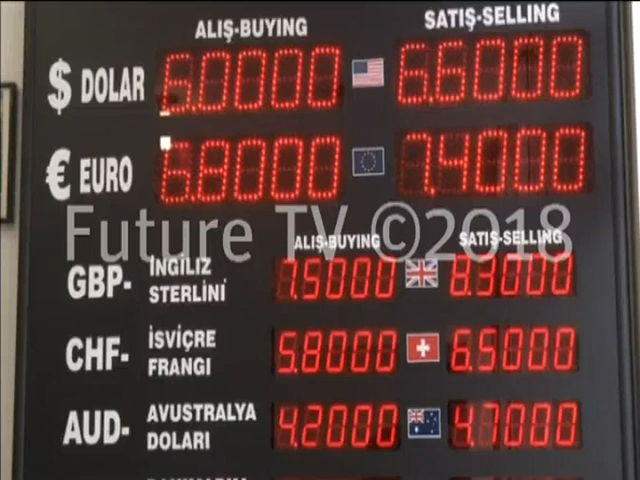 ALIŞ-BUYING SATIŞ-SELLING
$ DOLAR 6.0000 6.6000
€ EURO 6.8000 7.4000
Future TV ©2018
ALIŞ-BUYING SATIŞ-SELLING
GBP- İNGİLIZ STERLİNİ 7.5000 8.3000
CHF- İSVİÇRE FRANGI 5.8000 6.5000
AUD- AVUSTRALYA DOLARI 4.2000 4.7000